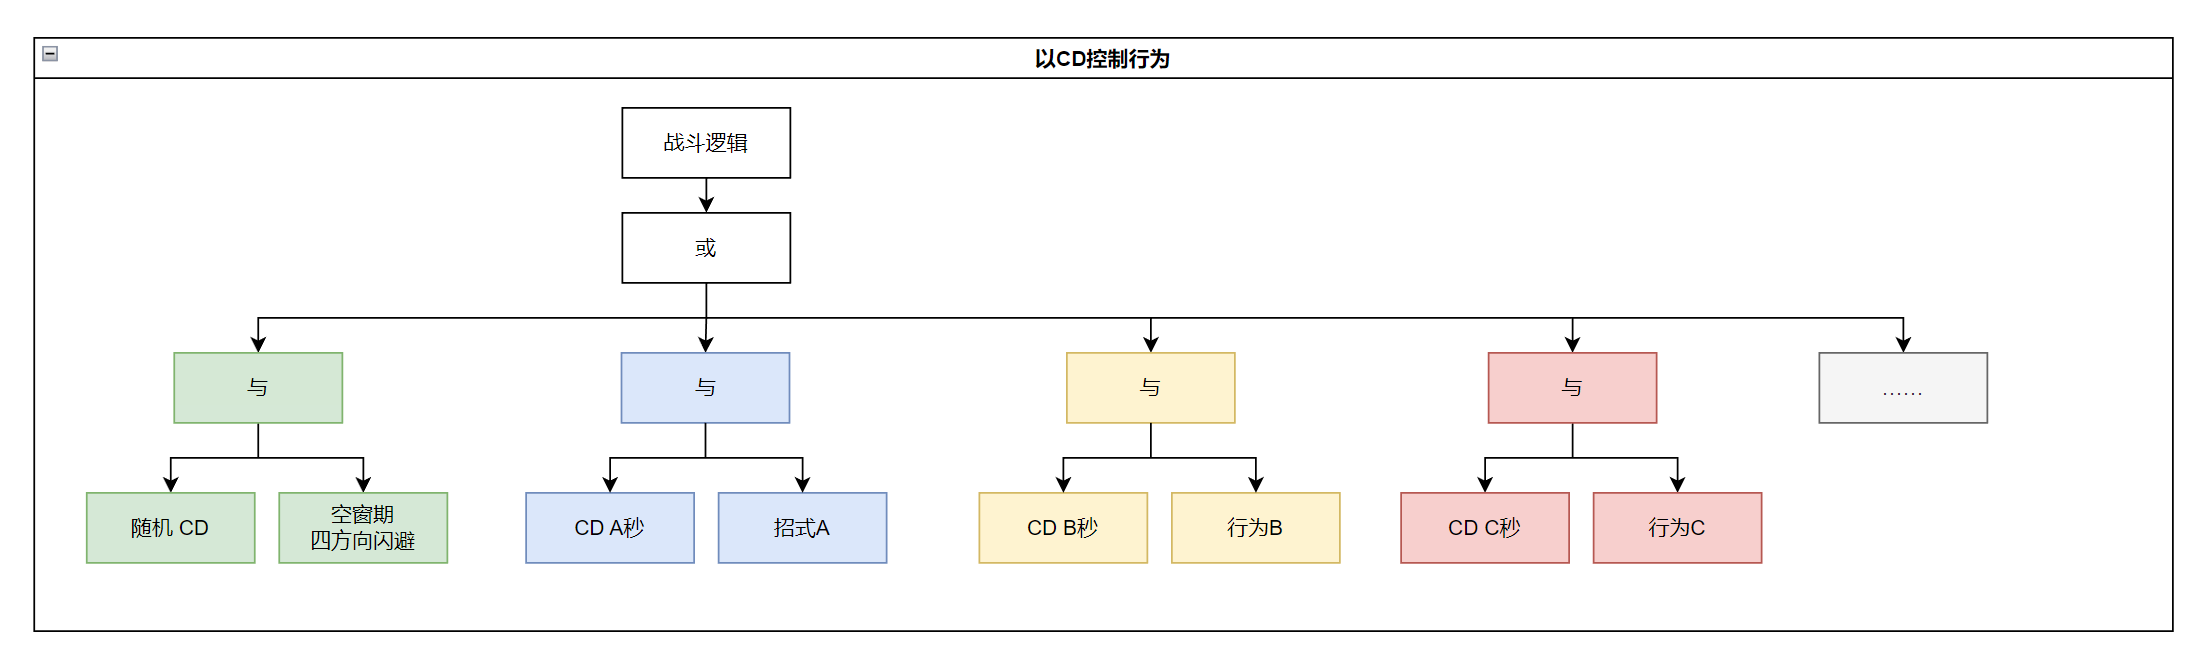 以CD控制行为
战斗逻辑
或
与
与
与
与
……
随机 CD
空窗期
四方向闪避
CD A秒
招式A
CD B秒
行为B
CD C秒
行为C